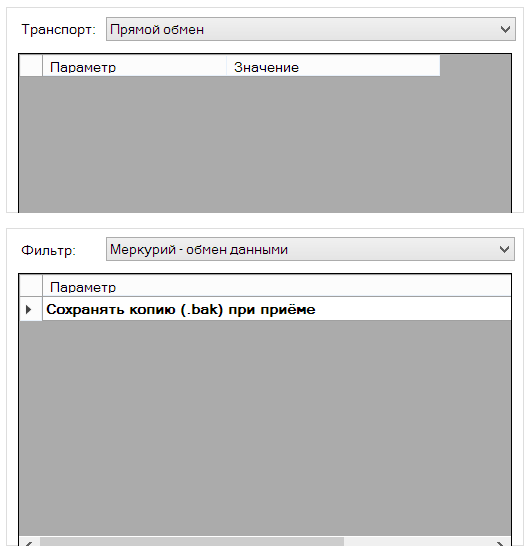 Транспорт: Прямой обмен
Параметр Значение
Фильтр: Меркурий - обмен данными
Параметр
Сохранять копию (.bak) при приёме